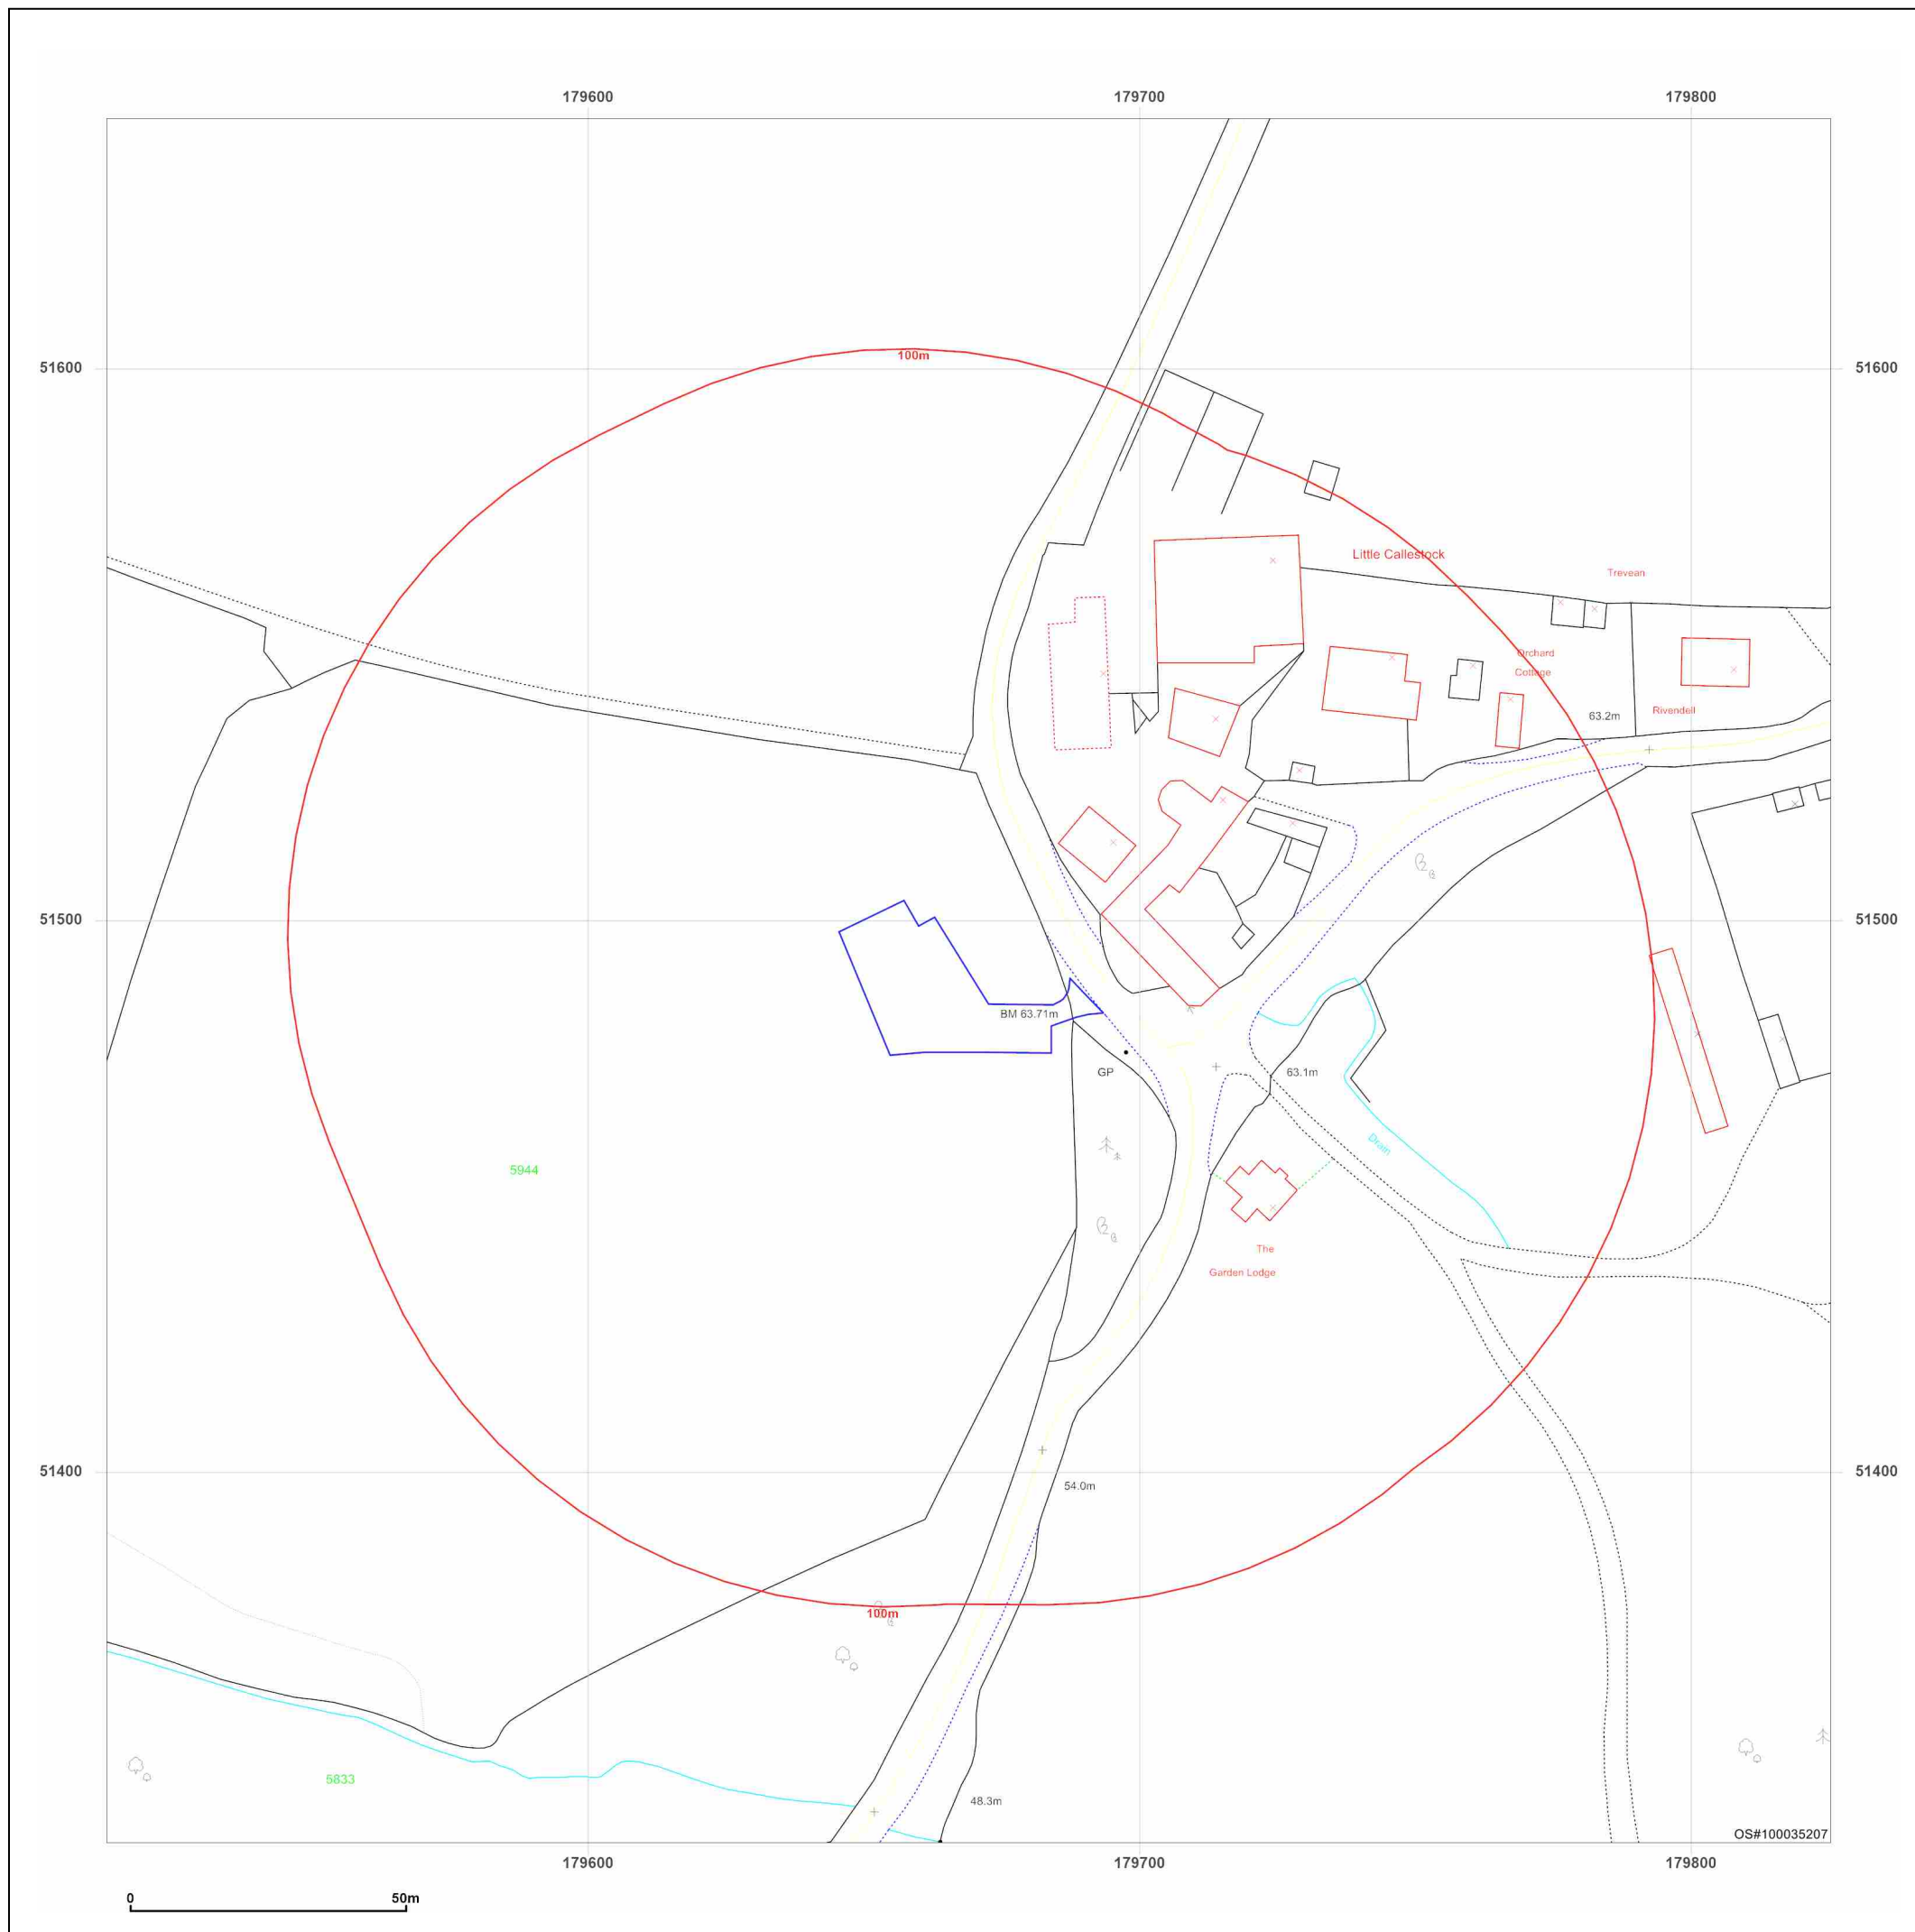 179600 179700 179800
51600 51600
100m
Little Callestock
Trevean
Orchard
Cottage
Rivendell
63.2m
51500 51500
BM 63.71m
GP
63.1m
Drain
5944
The
Garden Lodge
51400 51400
54.0m
100m
5833
48.3m
OS#100035207
179600 179700 179800
0 50m